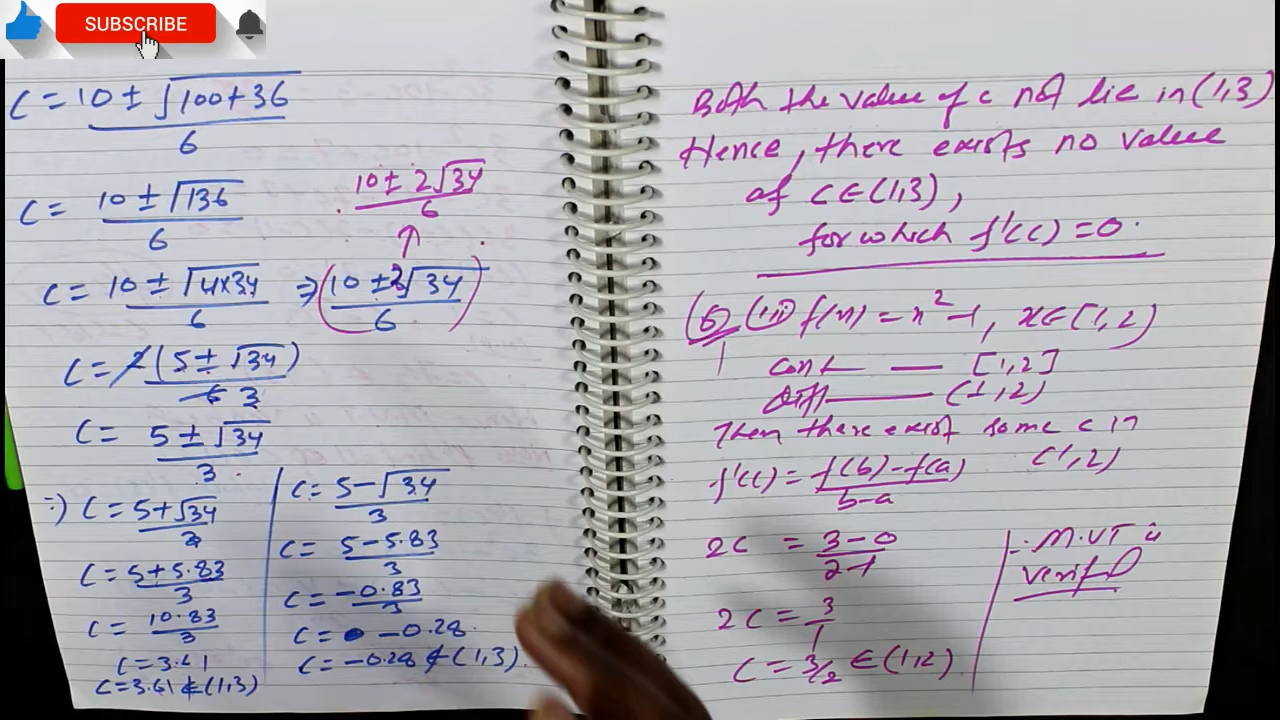 SUBSCRIBE
C = 10 ± √100+36 / 6
C = 10 ± √136 / 6
10 ± 2√34 / 6
C = 10 ± √4×34 / 6 ⇒ (10 ± 2√34 / 6)
C = 2(5 ± √34) / 6 3
C = 5 ± √34 / 3
C = 5+√34 / 3
C = 5+5.83 / 3
C = 10.83 / 3
C = 3.61
C = 3.61 ∉ (1,3)
C = 5-√34 / 3
C = 5-5.83 / 3
C = -0.83 / 3
C = -0.28
C = -0.28 ∉ (1,3)
Both the value of c not lie in (1,3)
Hence, there exists no value
of C ∈ (1,3),
for which f'(c) = 0.
(6) (iii) f(x) = x² - 1, x ∈ [1,2]
cont — [1,2]
diff — (1,2)
Then there exist some c in
(1,2)
f'(c) = f(b) - f(a) / b-a
2C = 3-0 / 2-1
2C = 3 / 1
C = 3/2 ∈ (1,2)
∴ M.V.T is
verified